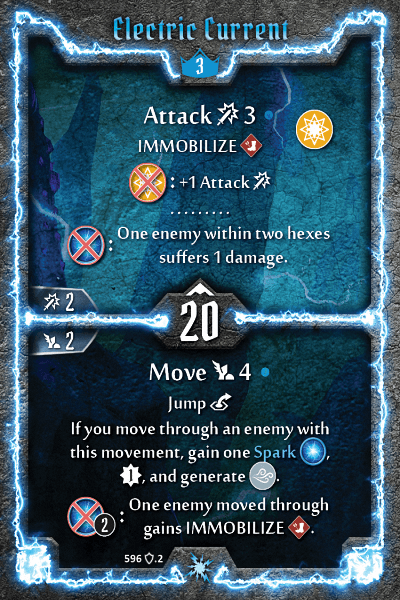 Electric Current
3
Attack 3
IMMOBILIZE
: +1 Attack
.........
: One enemy within two hexes
suffers 1 damage.
2
20
2
Move 4
Jump
If you move through an enemy with
this movement, gain one Spark ,
1, and generate .
2 : One enemy moved through
gains IMMOBILIZE .
596 .2